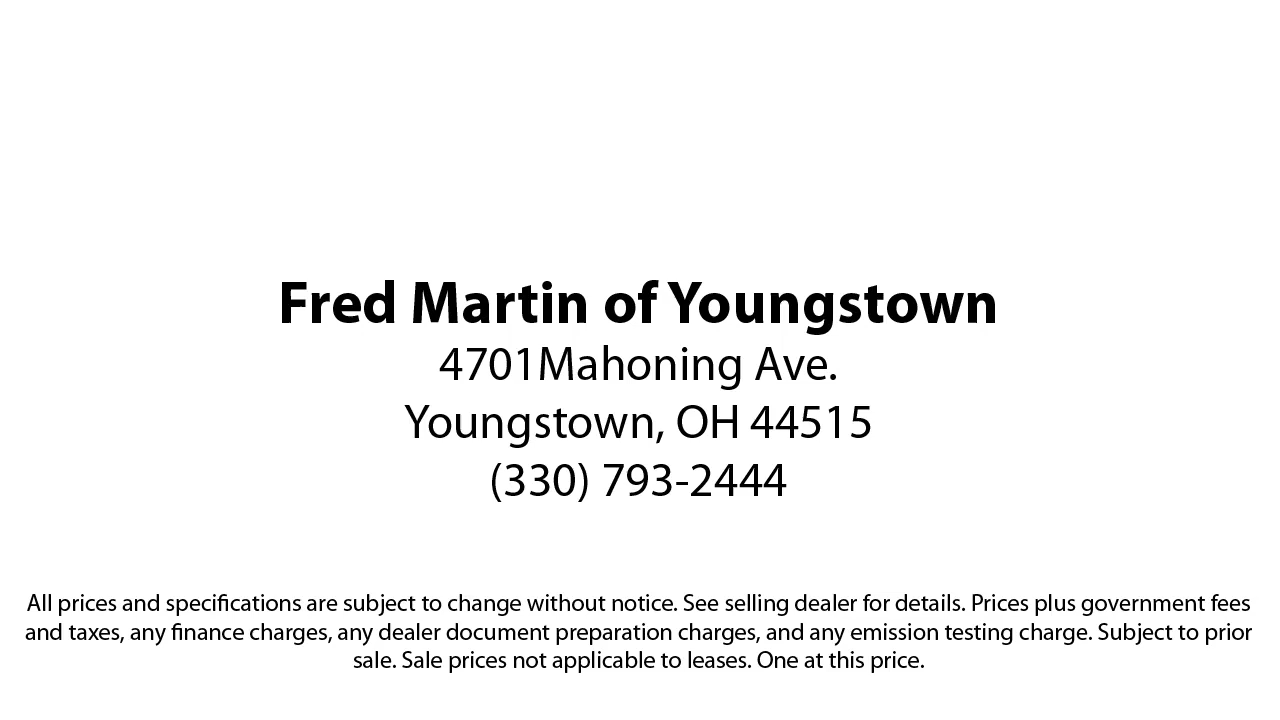 Fred Martin of Youngstown
4701Mahoning Ave.
Youngstown, OH 44515
(330) 793-2444
All prices and specifications are subject to change without notice. See selling dealer for details. Prices plus government fees
and taxes, any finance charges, any dealer document preparation charges, and any emission testing charge. Subject to prior
sale. Sale prices not applicable to leases. One at this price.